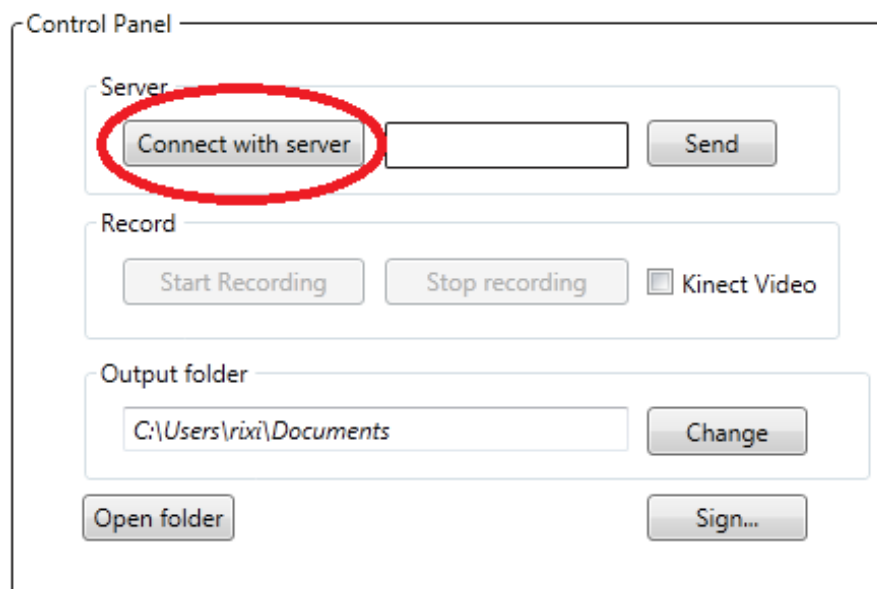 Control Panel
Server
Connect with server Send
Record
Start Recording Stop recording Kinect Video
Output folder
C:\Users\rixi\Documents Change
Open folder Sign...